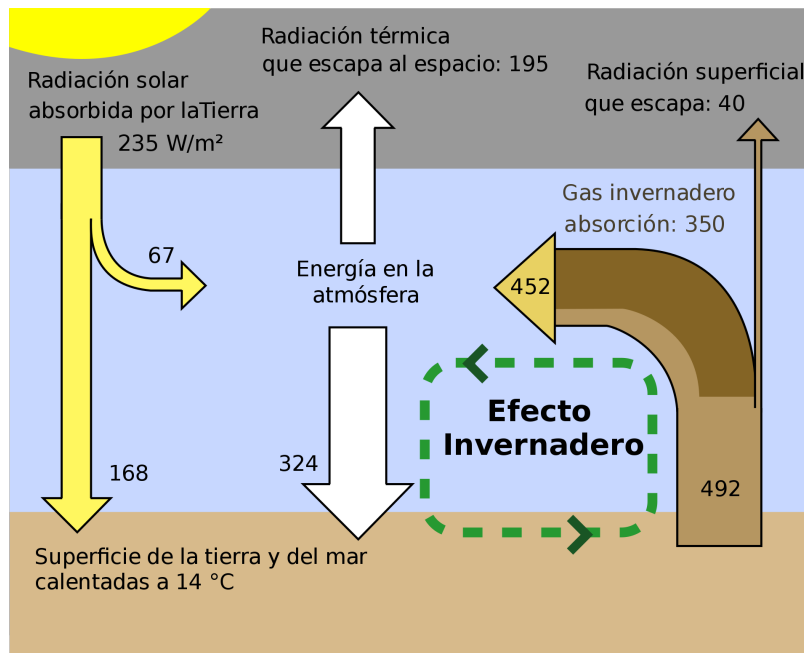 Radiación térmica
que escapa al espacio: 195
Radiación solar
absorbida por laTierra
235 W/m²
Radiación superficial
que escapa: 40
Gas invernadero
absorción: 350
67
Energía en la
atmósfera
452
Efecto
Invernadero
324
168
492
Superficie de la tierra y del mar
calentadas a 14 °C